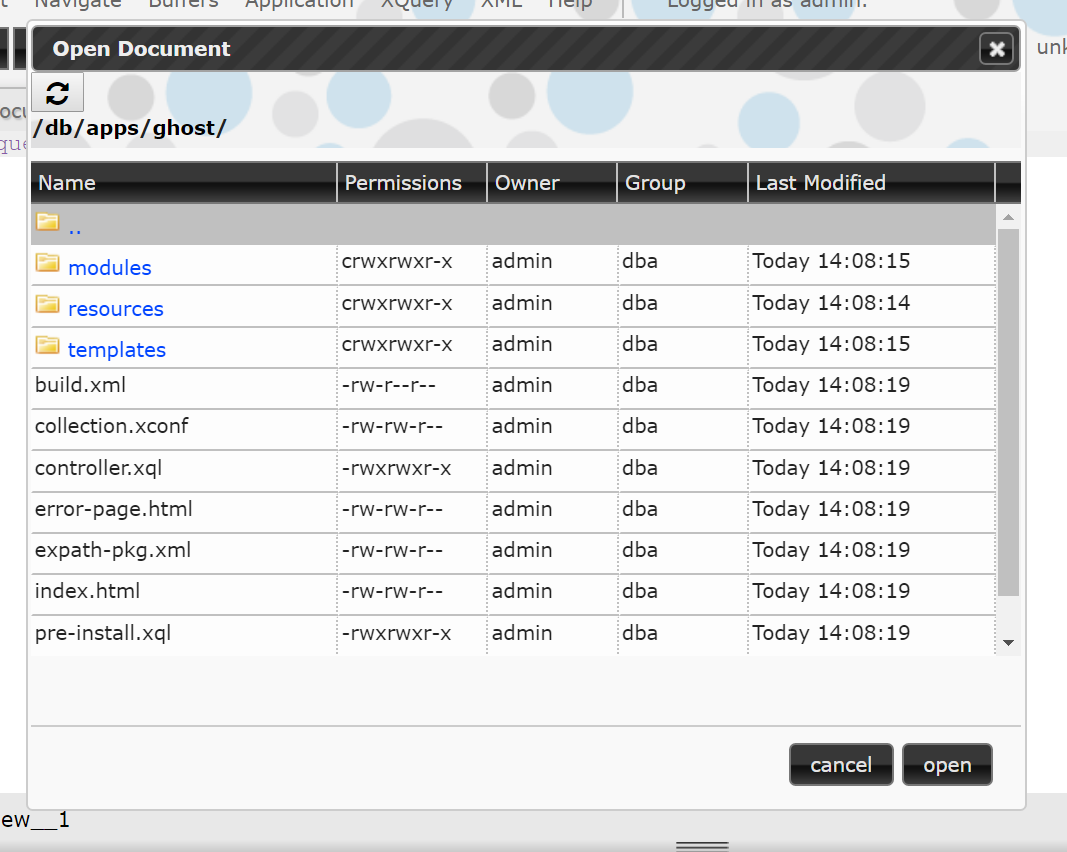 Navigate Buffers Application XQuery XML Help Logged in as admin.
Open Document
/db/apps/ghost/
Name Permissions Owner Group Last Modified
..
modules crwxrwxr-x admin dba Today 14:08:15
resources crwxrwxr-x admin dba Today 14:08:14
templates crwxrwxr-x admin dba Today 14:08:15
build.xml -rw-r--r-- admin dba Today 14:08:19
collection.xconf -rw-rw-r-- admin dba Today 14:08:19
controller.xql -rwxrwxr-x admin dba Today 14:08:19
error-page.html -rw-rw-r-- admin dba Today 14:08:19
expath-pkg.xml -rw-rw-r-- admin dba Today 14:08:19
index.html -rw-rw-r-- admin dba Today 14:08:19
pre-install.xql -rwxrwxr-x admin dba Today 14:08:19
cancel open
ew__1